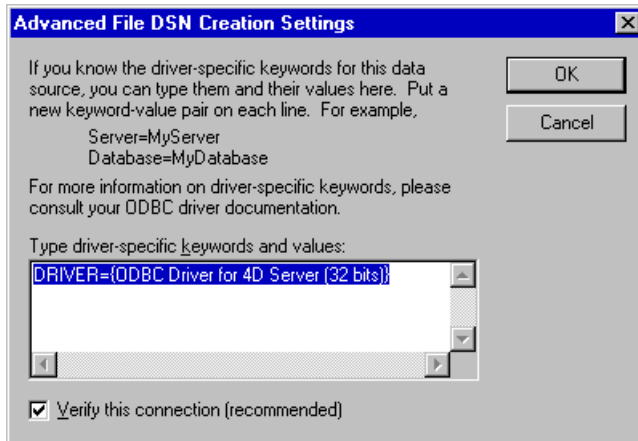 Advanced File DSN Creation Settings
If you know the driver-specific keywords for this data
source, you can type them and their values here. Put a
new keyword-value pair on each line. For example,
Server=MyServer
Database=MyDatabase
For more information on driver-specific keywords, please
consult your ODBC driver documentation.
Type driver-specific keywords and values:
DRIVER={ODBC Driver for 4D Server (32 bits)}
Verify this connection (recommended)
OK
Cancel